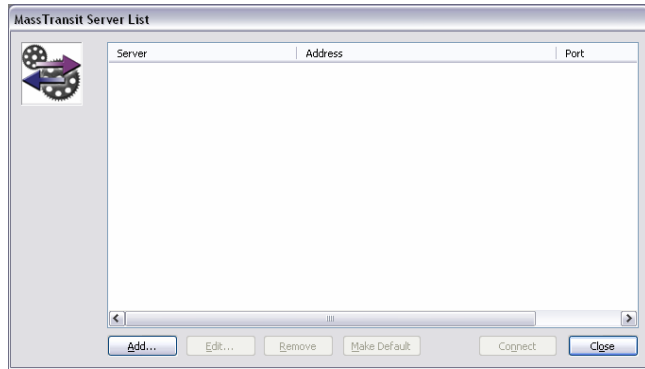 MassTransit Server List
Server Address Port
Add... Edit... Remove Make Default Connect Close